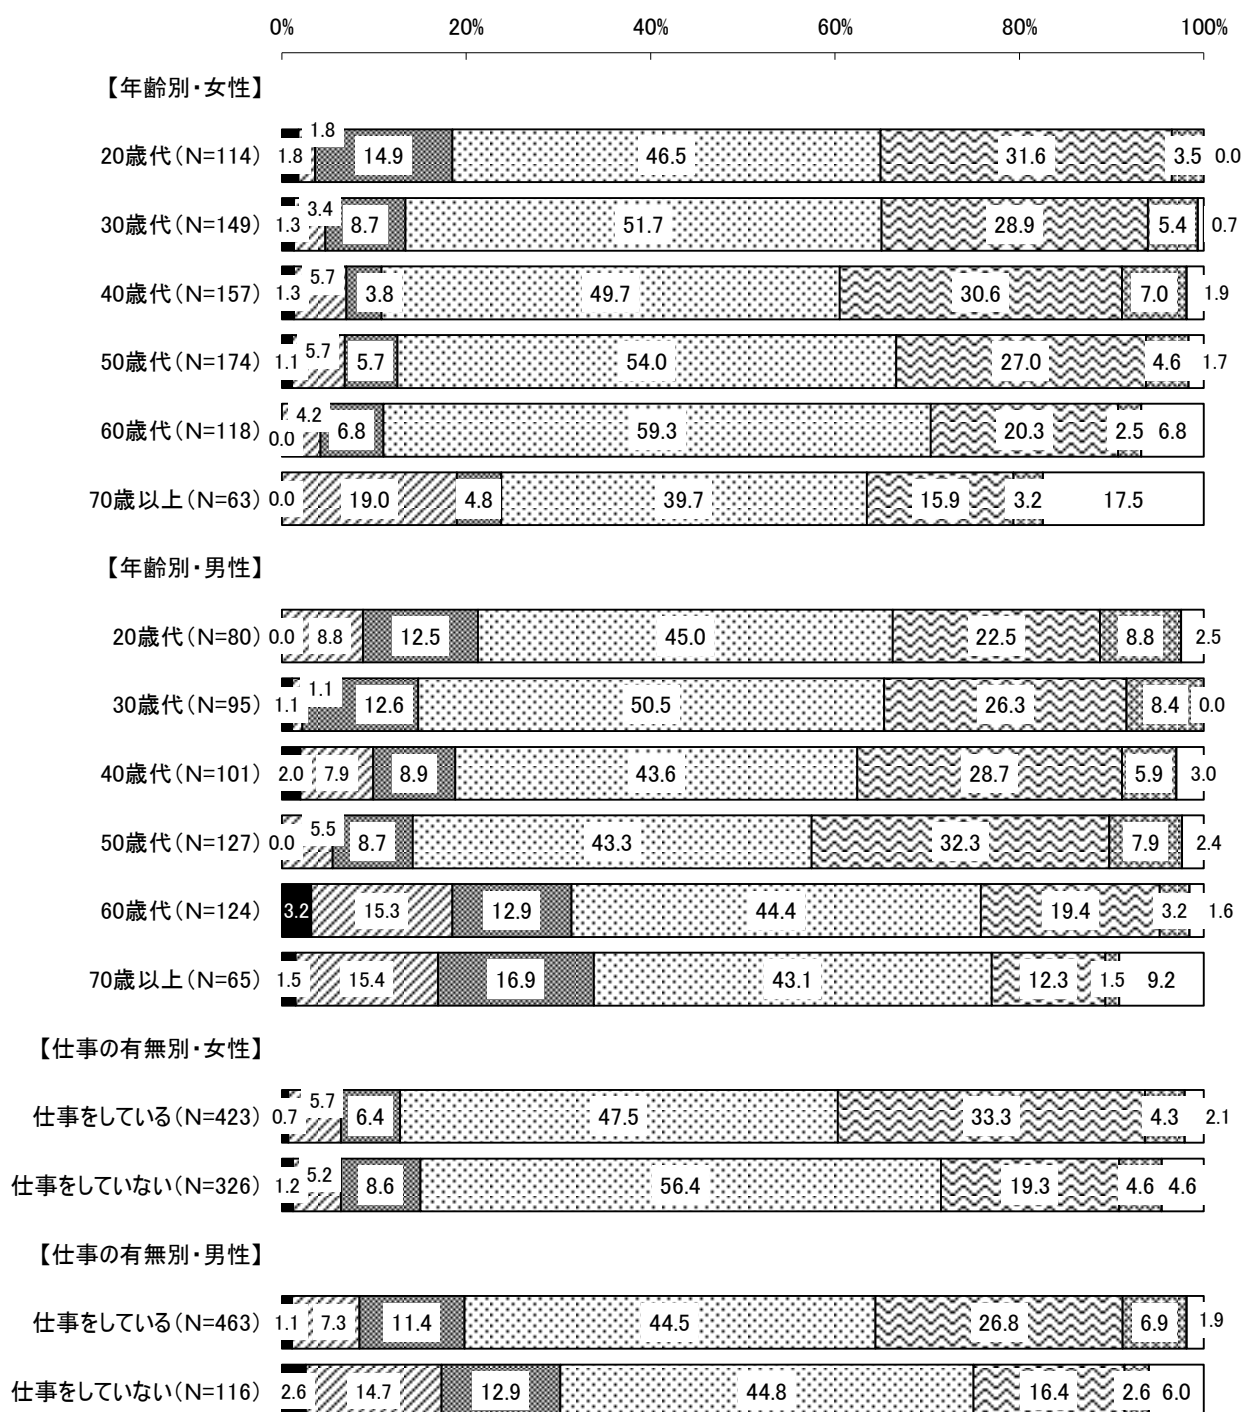 0% 20% 40% 60% 80% 100%
【年齢別・女性】
20歳代(N=114) 1.8 1.8 14.9 46.5 31.6 3.5 0.0
30歳代(N=149) 1.3 3.4 8.7 51.7 28.9 5.4 0.7
40歳代(N=157) 1.3 5.7 3.8 49.7 30.6 7.0 1.9
50歳代(N=174) 1.1 5.7 5.7 54.0 27.0 4.6 1.7
60歳代(N=118) 0.0 4.2 6.8 59.3 20.3 2.5 6.8
70歳以上(N=63) 0.0 19.0 4.8 39.7 15.9 3.2 17.5
【年齢別・男性】
20歳代(N=80) 0.0 8.8 12.5 45.0 22.5 8.8 2.5
30歳代(N=95) 1.1 1.1 12.6 50.5 26.3 8.4 0.0
40歳代(N=101) 2.0 7.9 8.9 43.6 28.7 5.9 3.0
50歳代(N=127) 0.0 5.5 8.7 43.3 32.3 7.9 2.4
60歳代(N=124) 3.2 15.3 12.9 44.4 19.4 3.2 1.6
70歳以上(N=65) 1.5 15.4 16.9 43.1 12.3 1.5 9.2
【仕事の有無別・女性】
仕事をしている(N=423) 0.7 5.7 6.4 47.5 33.3 4.3 2.1
仕事をしていない(N=326) 1.2 5.2 8.6 56.4 19.3 4.6 4.6
【仕事の有無別・男性】
仕事をしている(N=463) 1.1 7.3 11.4 44.5 26.8 6.9 1.9
仕事をしていない(N=116) 2.6 14.7 12.9 44.8 16.4 2.6 6.0